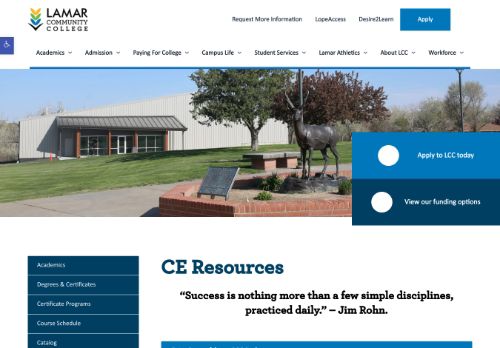 LAMAR
COMMUNITY
COLLEGE
Request More Information
LopeAccess
Desire2Learn
Apply
Academics
Admission
Paying For College
Campus Life
Student Services
Lamar Athletics
About LCC
Workforce
Apply to LCC today
View our funding options
Academics
Degrees & Certificates
Certificate Programs
Course Schedule
Catalog
CE Resources
“Success is nothing more than a few simple disciplines,
practiced daily.” – Jim Rohn.